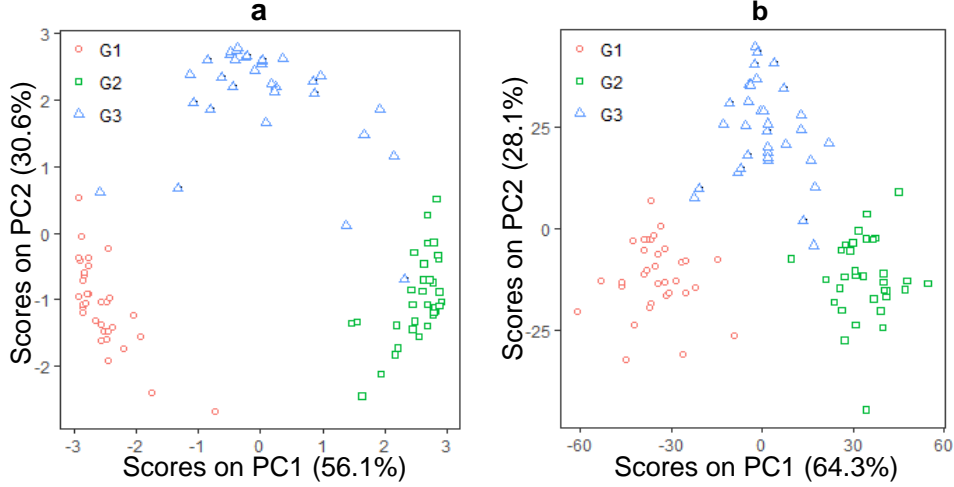 a
3
2
1
0
-1
-2
-3
-2
-1
0
1
2
3
G1
G2
G3
Scores on PC2 (30.6%)
Scores on PC1 (56.1%)
b
25
0
-25
-60
-30
0
30
60
G1
G2
G3
Scores on PC2 (28.1%)
Scores on PC1 (64.3%)